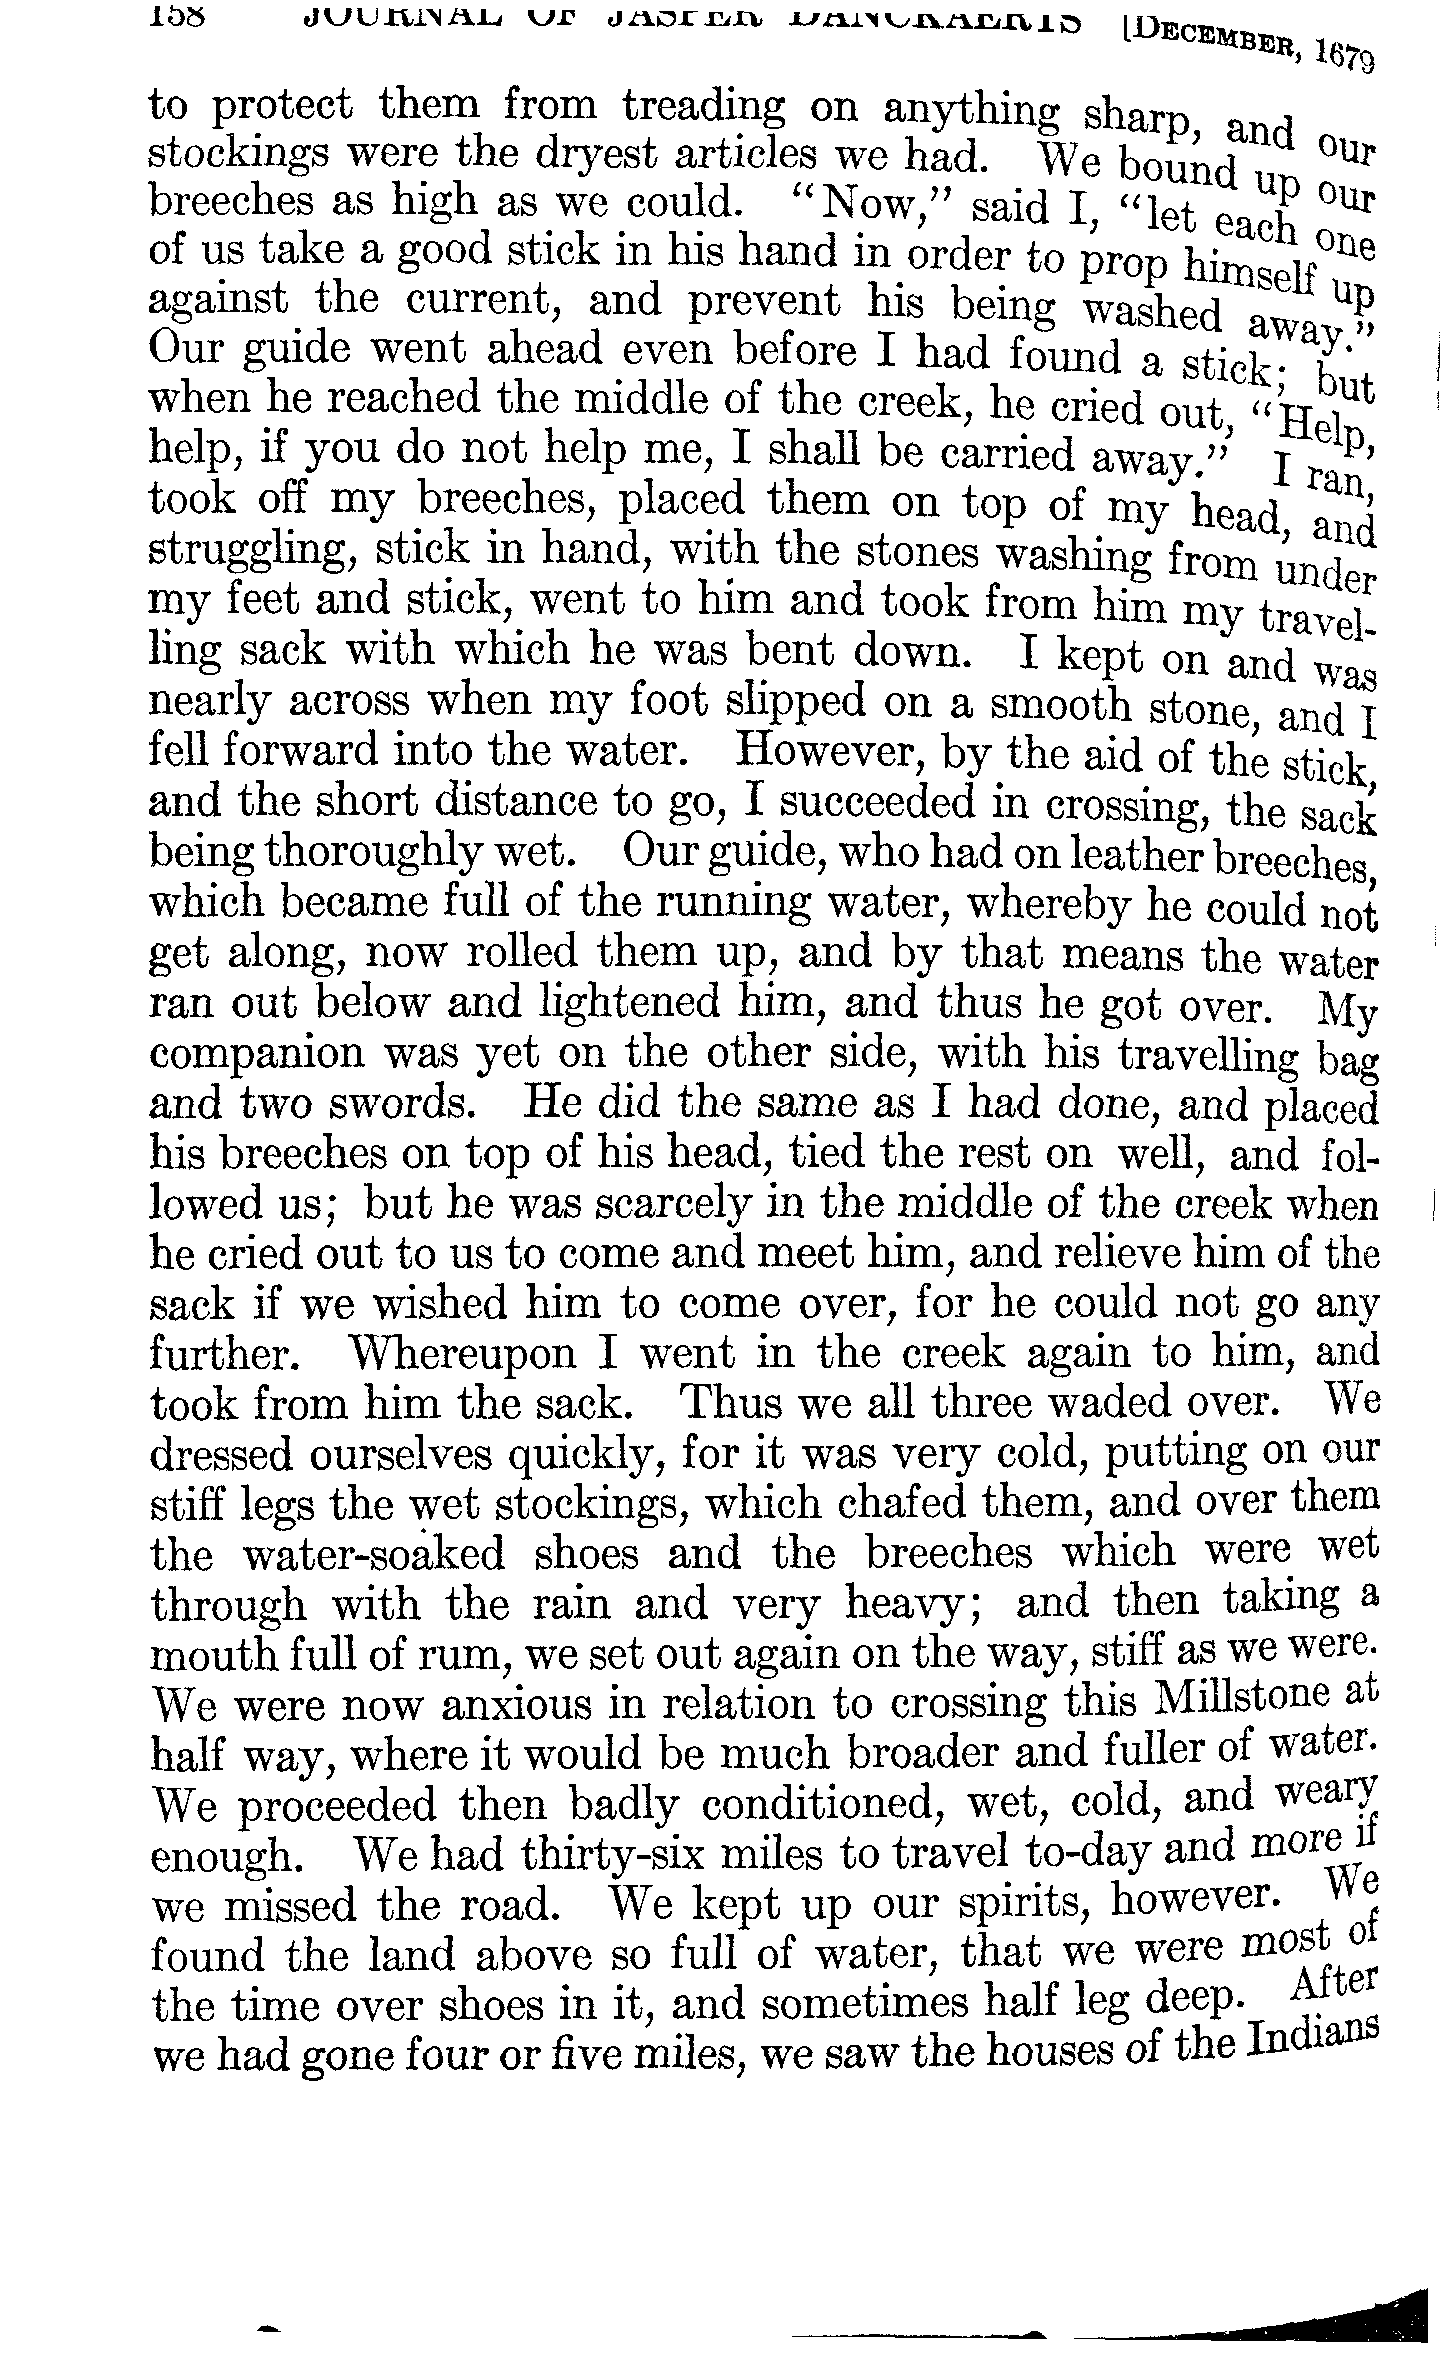 158 JOURNAL OF JASPER DANCKAERTS [DECEMBER, 1679
to protect them from treading on anything sharp, and our
stockings were the dryest articles we had. We bound up our
breeches as high as we could. "Now," said I, "let each one
of us take a good stick in his hand in order to prop himself up
against the current, and prevent his being washed away."
Our guide went ahead even before I had found a stick; but
when he reached the middle of the creek, he cried out, "Help,
help, if you do not help me, I shall be carried away." I ran,
took off my breeches, placed them on top of my head, and
struggling, stick in hand, with the stones washing from under
my feet and stick, went to him and took from him my travel-
ling sack with which he was bent down. I kept on and was
nearly across when my foot slipped on a smooth stone, and I
fell forward into the water. However, by the aid of the stick,
and the short distance to go, I succeeded in crossing, the sack
being thoroughly wet. Our guide, who had on leather breeches,
which became full of the running water, whereby he could not
get along, now rolled them up, and by that means the water
ran out below and lightened him, and thus he got over. My
companion was yet on the other side, with his travelling bag
and two swords. He did the same as I had done, and placed
his breeches on top of his head, tied the rest on well, and fol-
lowed us; but he was scarcely in the middle of the creek when
he cried out to us to come and meet him, and relieve him of the
sack if we wished him to come over, for he could not go any
further. Whereupon I went in the creek again to him, and
took from him the sack. Thus we all three waded over. We
dressed ourselves quickly, for it was very cold, putting on our
stiff legs the wet stockings, which chafed them, and over them
the water-soaked shoes and the breeches which were wet
through with the rain and very heavy; and then taking a
mouth full of rum, we set out again on the way, stiff as we were.
We were now anxious in relation to crossing this Millstone at
half way, where it would be much broader and fuller of water.
We proceeded then badly conditioned, wet, cold, and weary
enough. We had thirty-six miles to travel to-day and more if
we missed the road. We kept up our spirits, however. We
found the land above so full of water, that we were most of
the time over shoes in it, and sometimes half leg deep. After
we had gone four or five miles, we saw the houses of the Indians